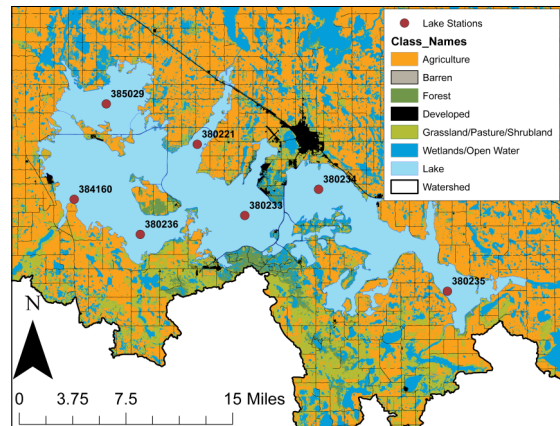 Lake Stations
Class_Names
Agriculture
Barren
Forest
Developed
Grassland/Pasture/Shrubland
Wetlands/Open Water
Lake
Watershed
385029
380221
380234
384160
380233
380236
380235
N
0 3.75 7.5 15 Miles